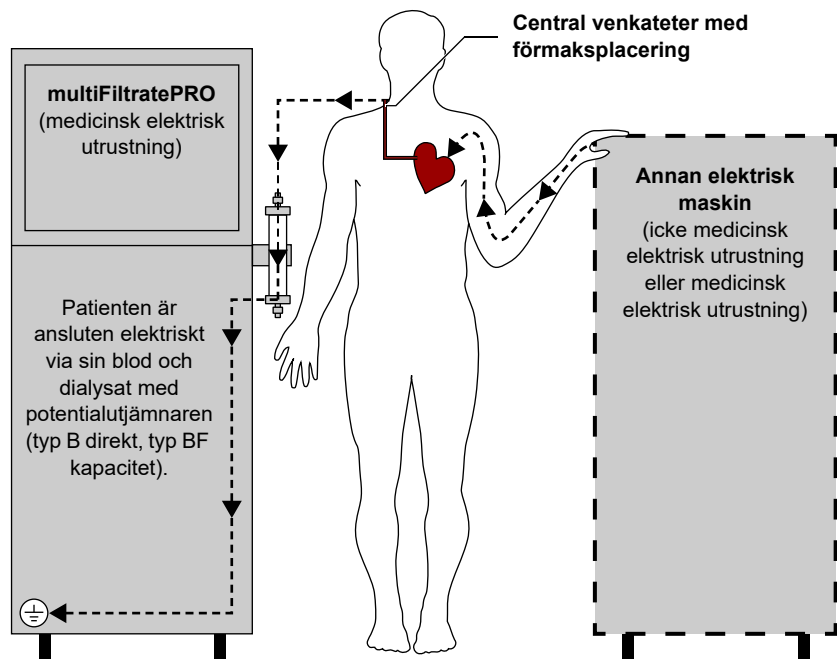 Central venkateter med
förmaksplacering
multiFiltratePRO
(medicinsk elektrisk
utrustning)
Patienten är
ansluten elektriskt
via sin blod och
dialysat med
potentialutjämnaren
(typ B direkt, typ BF
kapacitet).
Annan elektrisk
maskin
(icke medicinsk
elektrisk utrustning
eller medicinsk
elektrisk utrustning)